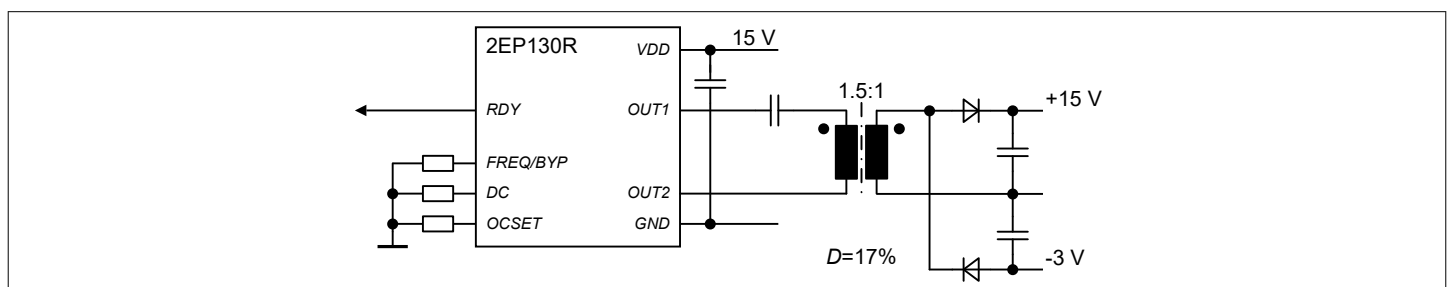 2EP130R
VDD
15 V
1.5:1
RDY
OUT1
+15 V
FREQ/BYP
DC
OUT2
OCSET
GND
D=17%
-3 V